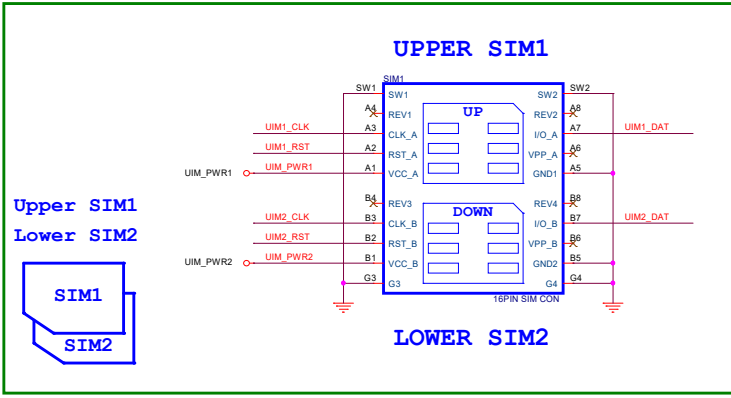 UPPER SIM1
SIM1
SW1 SW1 SW2 SW2
A4 REV1 UP REV2 A8
UIM1_CLK A3 CLK_A I/O_A A7 UIM1_DAT
UIM1_RST A2 RST_A VPP_A A6
UIM_PWR1 UIM_PWR1 A1 VCC_A GND1 A5
B4 REV3 REV4 B8
Upper SIM1
UIM2_CLK B3 CLK_B DOWN I/O_B B7 UIM2_DAT
Lower SIM2
UIM2_RST B2 RST_B VPP_B B6
UIM_PWR2 UIM_PWR2 B1 VCC_B GND2 B5
G3 G3 G4 G4
SIM1
16PIN SIM CON
LOWER SIM2
SIM2